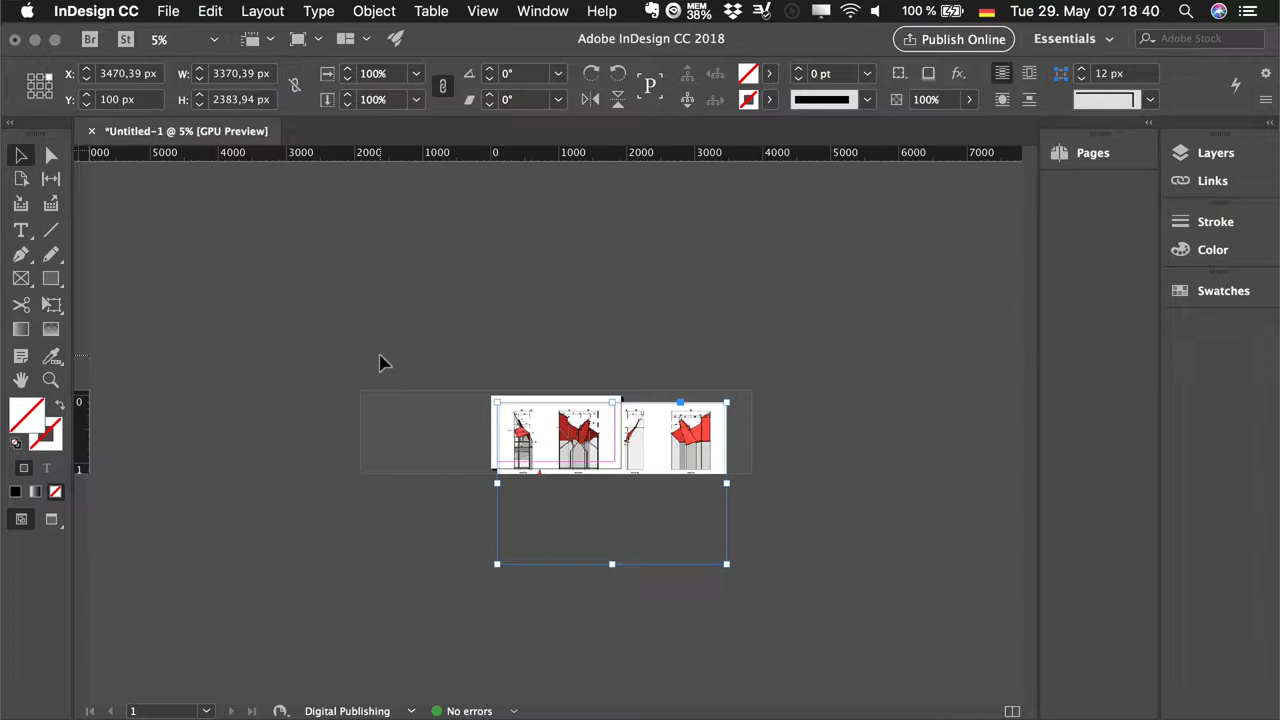 InDesign CC File Edit Layout Type Object Table View Window Help MEM 38% 100 % Tue 29. May 07 18 40
Br St 5% Adobe InDesign CC 2018 Publish Online Essentials Adobe Stock
X: 3470,39 px W: 3370,39 px 100% 0° P 0 pt fx. 12 px
Y: 100 px H: 2383,94 px 100% 0° 100%
*Untitled-1 @ 5% [GPU Preview]
000 5000 4000 3000 2000 1000 0 1000 2000 3000 4000 5000 6000 7000
Pages
Layers
Links
Stroke
Color
Swatches
0
1
T
T
1 Digital Publishing No errors